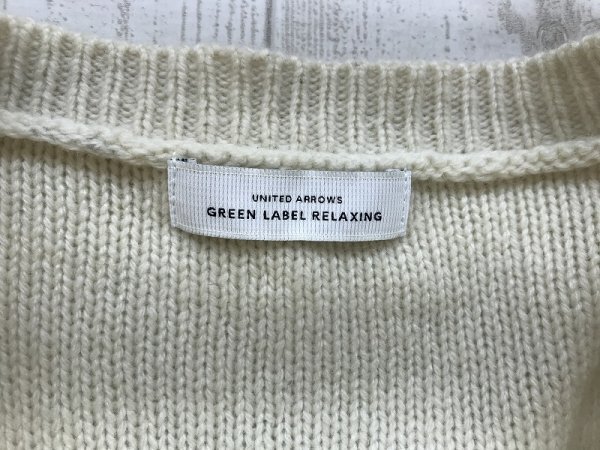 UNITED ARROWS
GREEN LABEL RELAXING